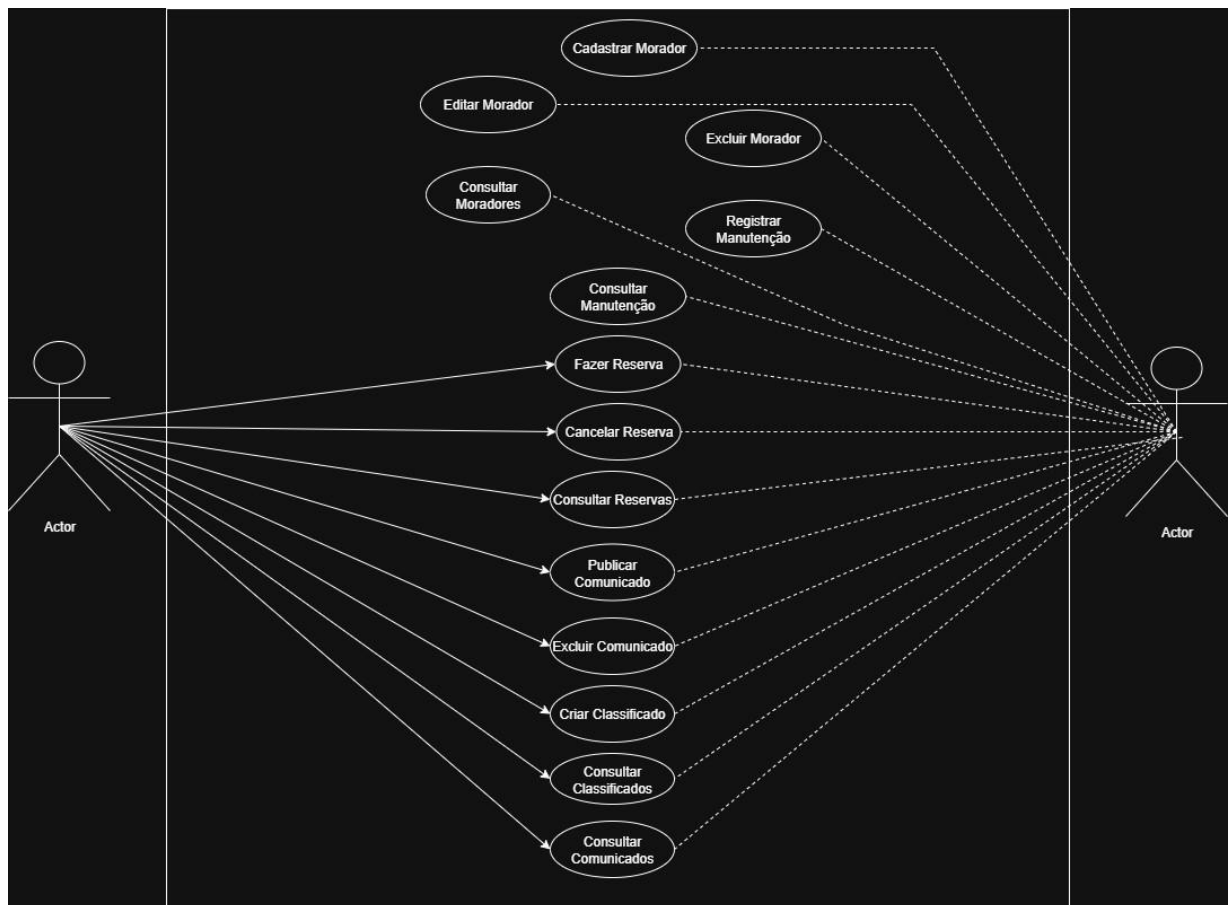 Cadastrar Morador
Editar Morador
Excluir Morador
Consultar
Moradores
Registrar
Manutenção
Consultar
Manutenção
Fazer Reserva
Cancelar Reserva
Consultar Reservas
Actor
Actor
Publicar
Comunicado
Excluir Comunicado
Criar Classificado
Consultar
Classificados
Consultar
Comunicados